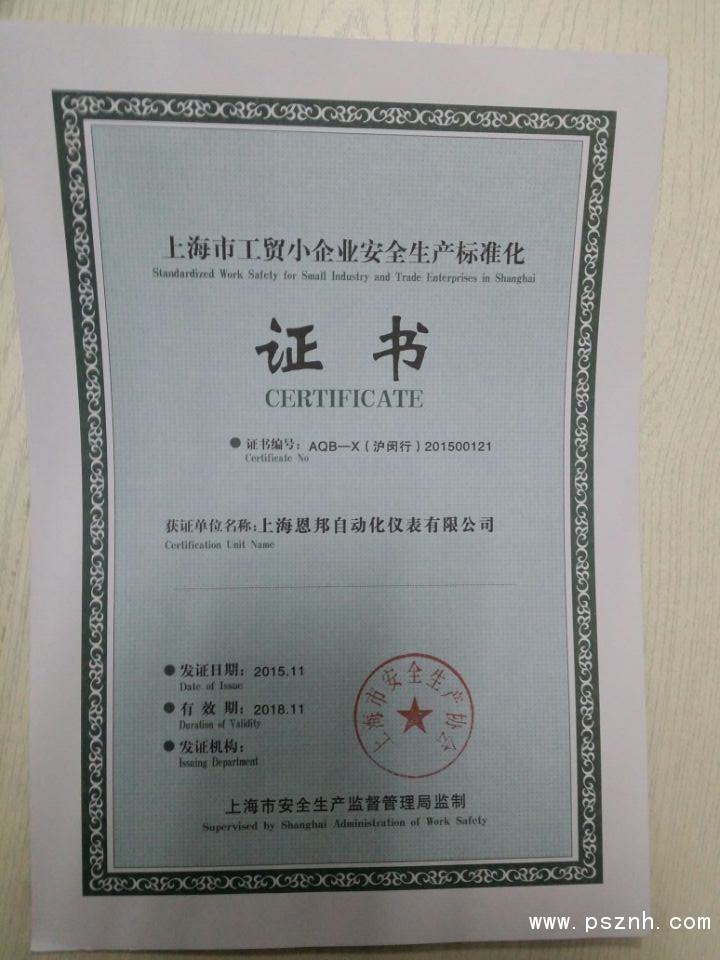 上海市工贸小企业安全生产标准化
Standardized Work Safety for Small Industry and Trade Enterprises in Shanghai
证 书
CERTIFICATE
证书编号：AQB—X（沪闵行）201500121
Certificate No
获证单位名称：上海恩邦自动化仪表有限公司
Certification Unit Name
发证日期：2015.11
Date of Issue
有 效 期：2018.11
Duration of Validity
发证机构：
Issuing Department
上海市安全生产协会
上海市安全生产监督管理局监制
Supervised by Shanghai Administration of Work Safety
www.psznh.com